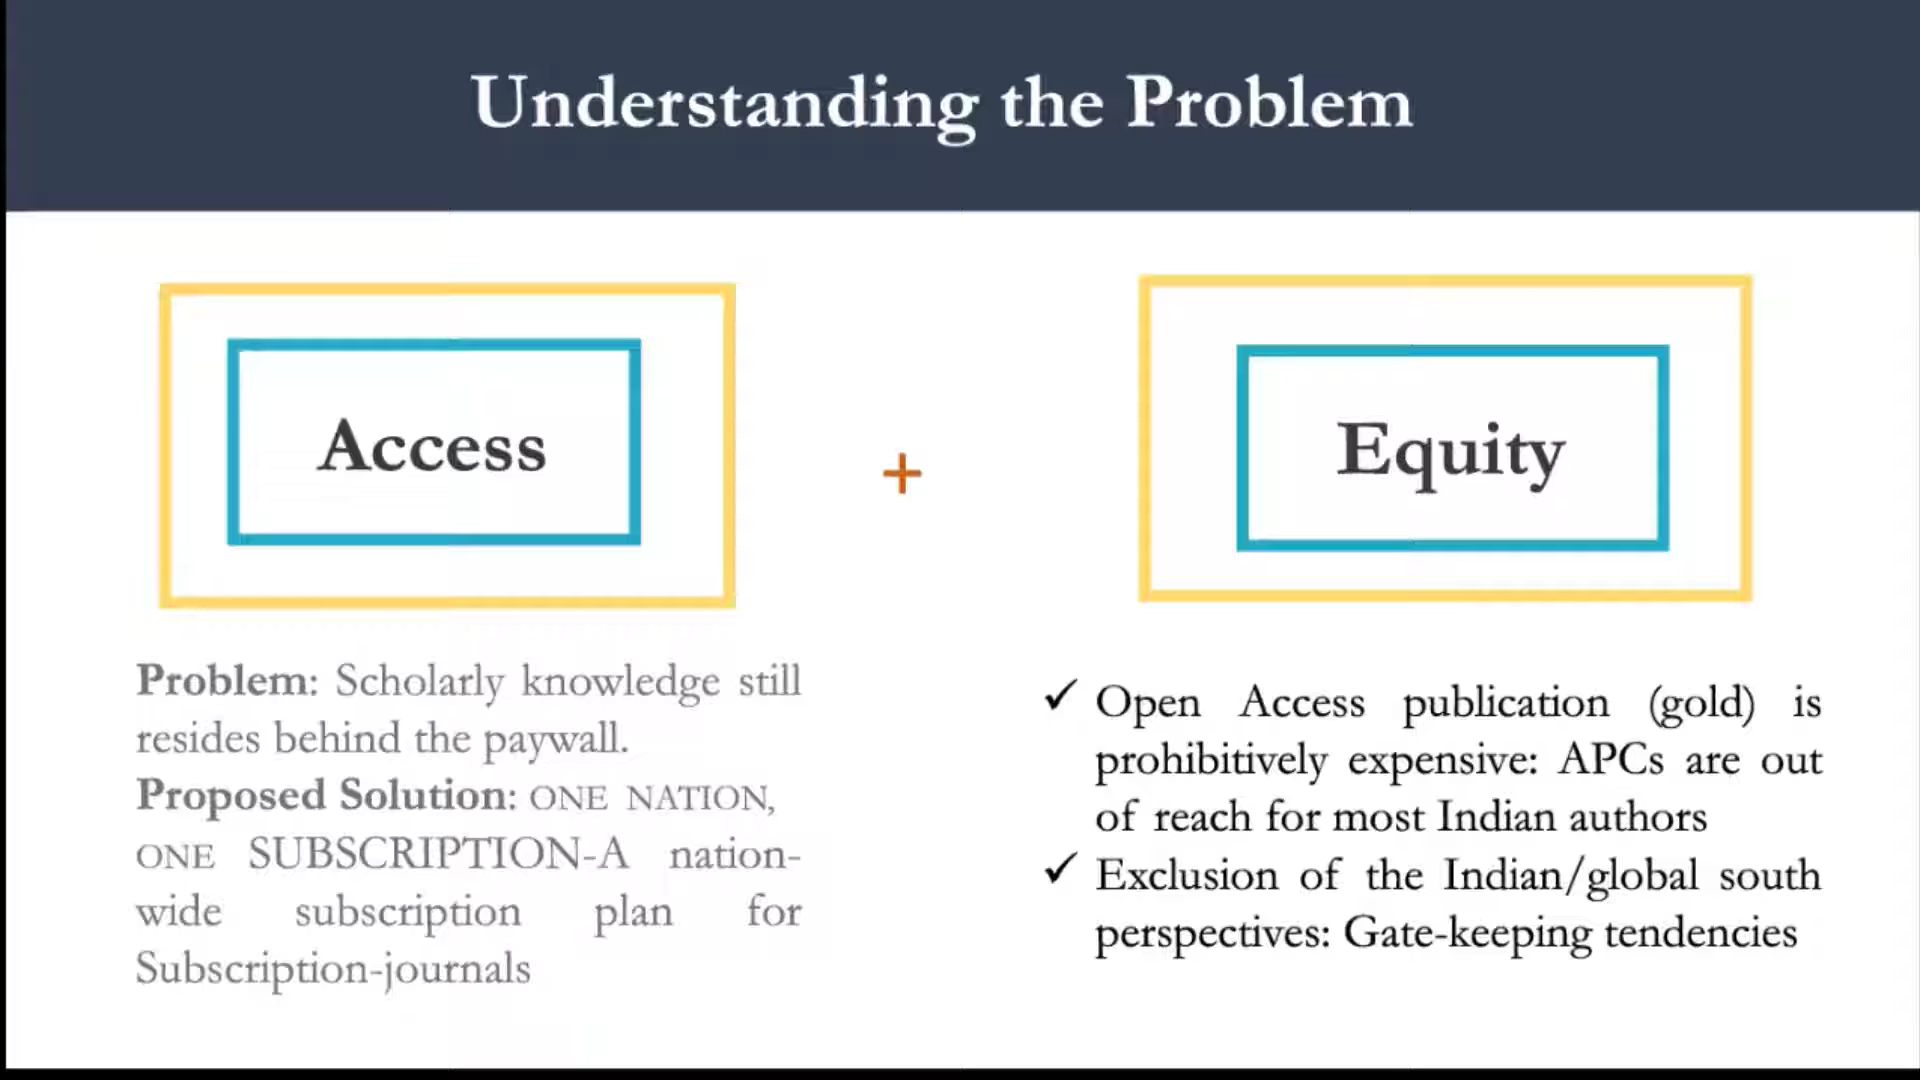 Understanding the Problem
Access
+
Equity
Problem: Scholarly knowledge still
resides behind the paywall.
Proposed Solution: ONE NATION,
ONE SUBSCRIPTION-A nation-
wide subscription plan for
Subscription-journals
✓ Open Access publication (gold) is
prohibitively expensive: APCs are out
of reach for most Indian authors
✓ Exclusion of the Indian/global south
perspectives: Gate-keeping tendencies